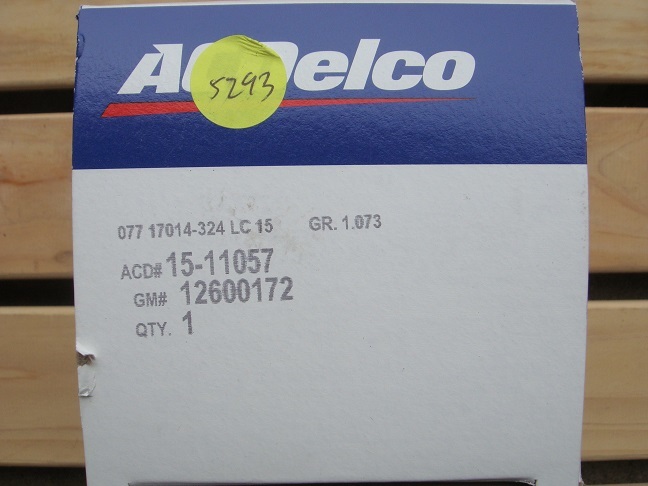 ACDelco
5293
077 17014-324 LC 15 GR. 1.073
ACD# 15-11057
GM# 12600172
QTY. 1